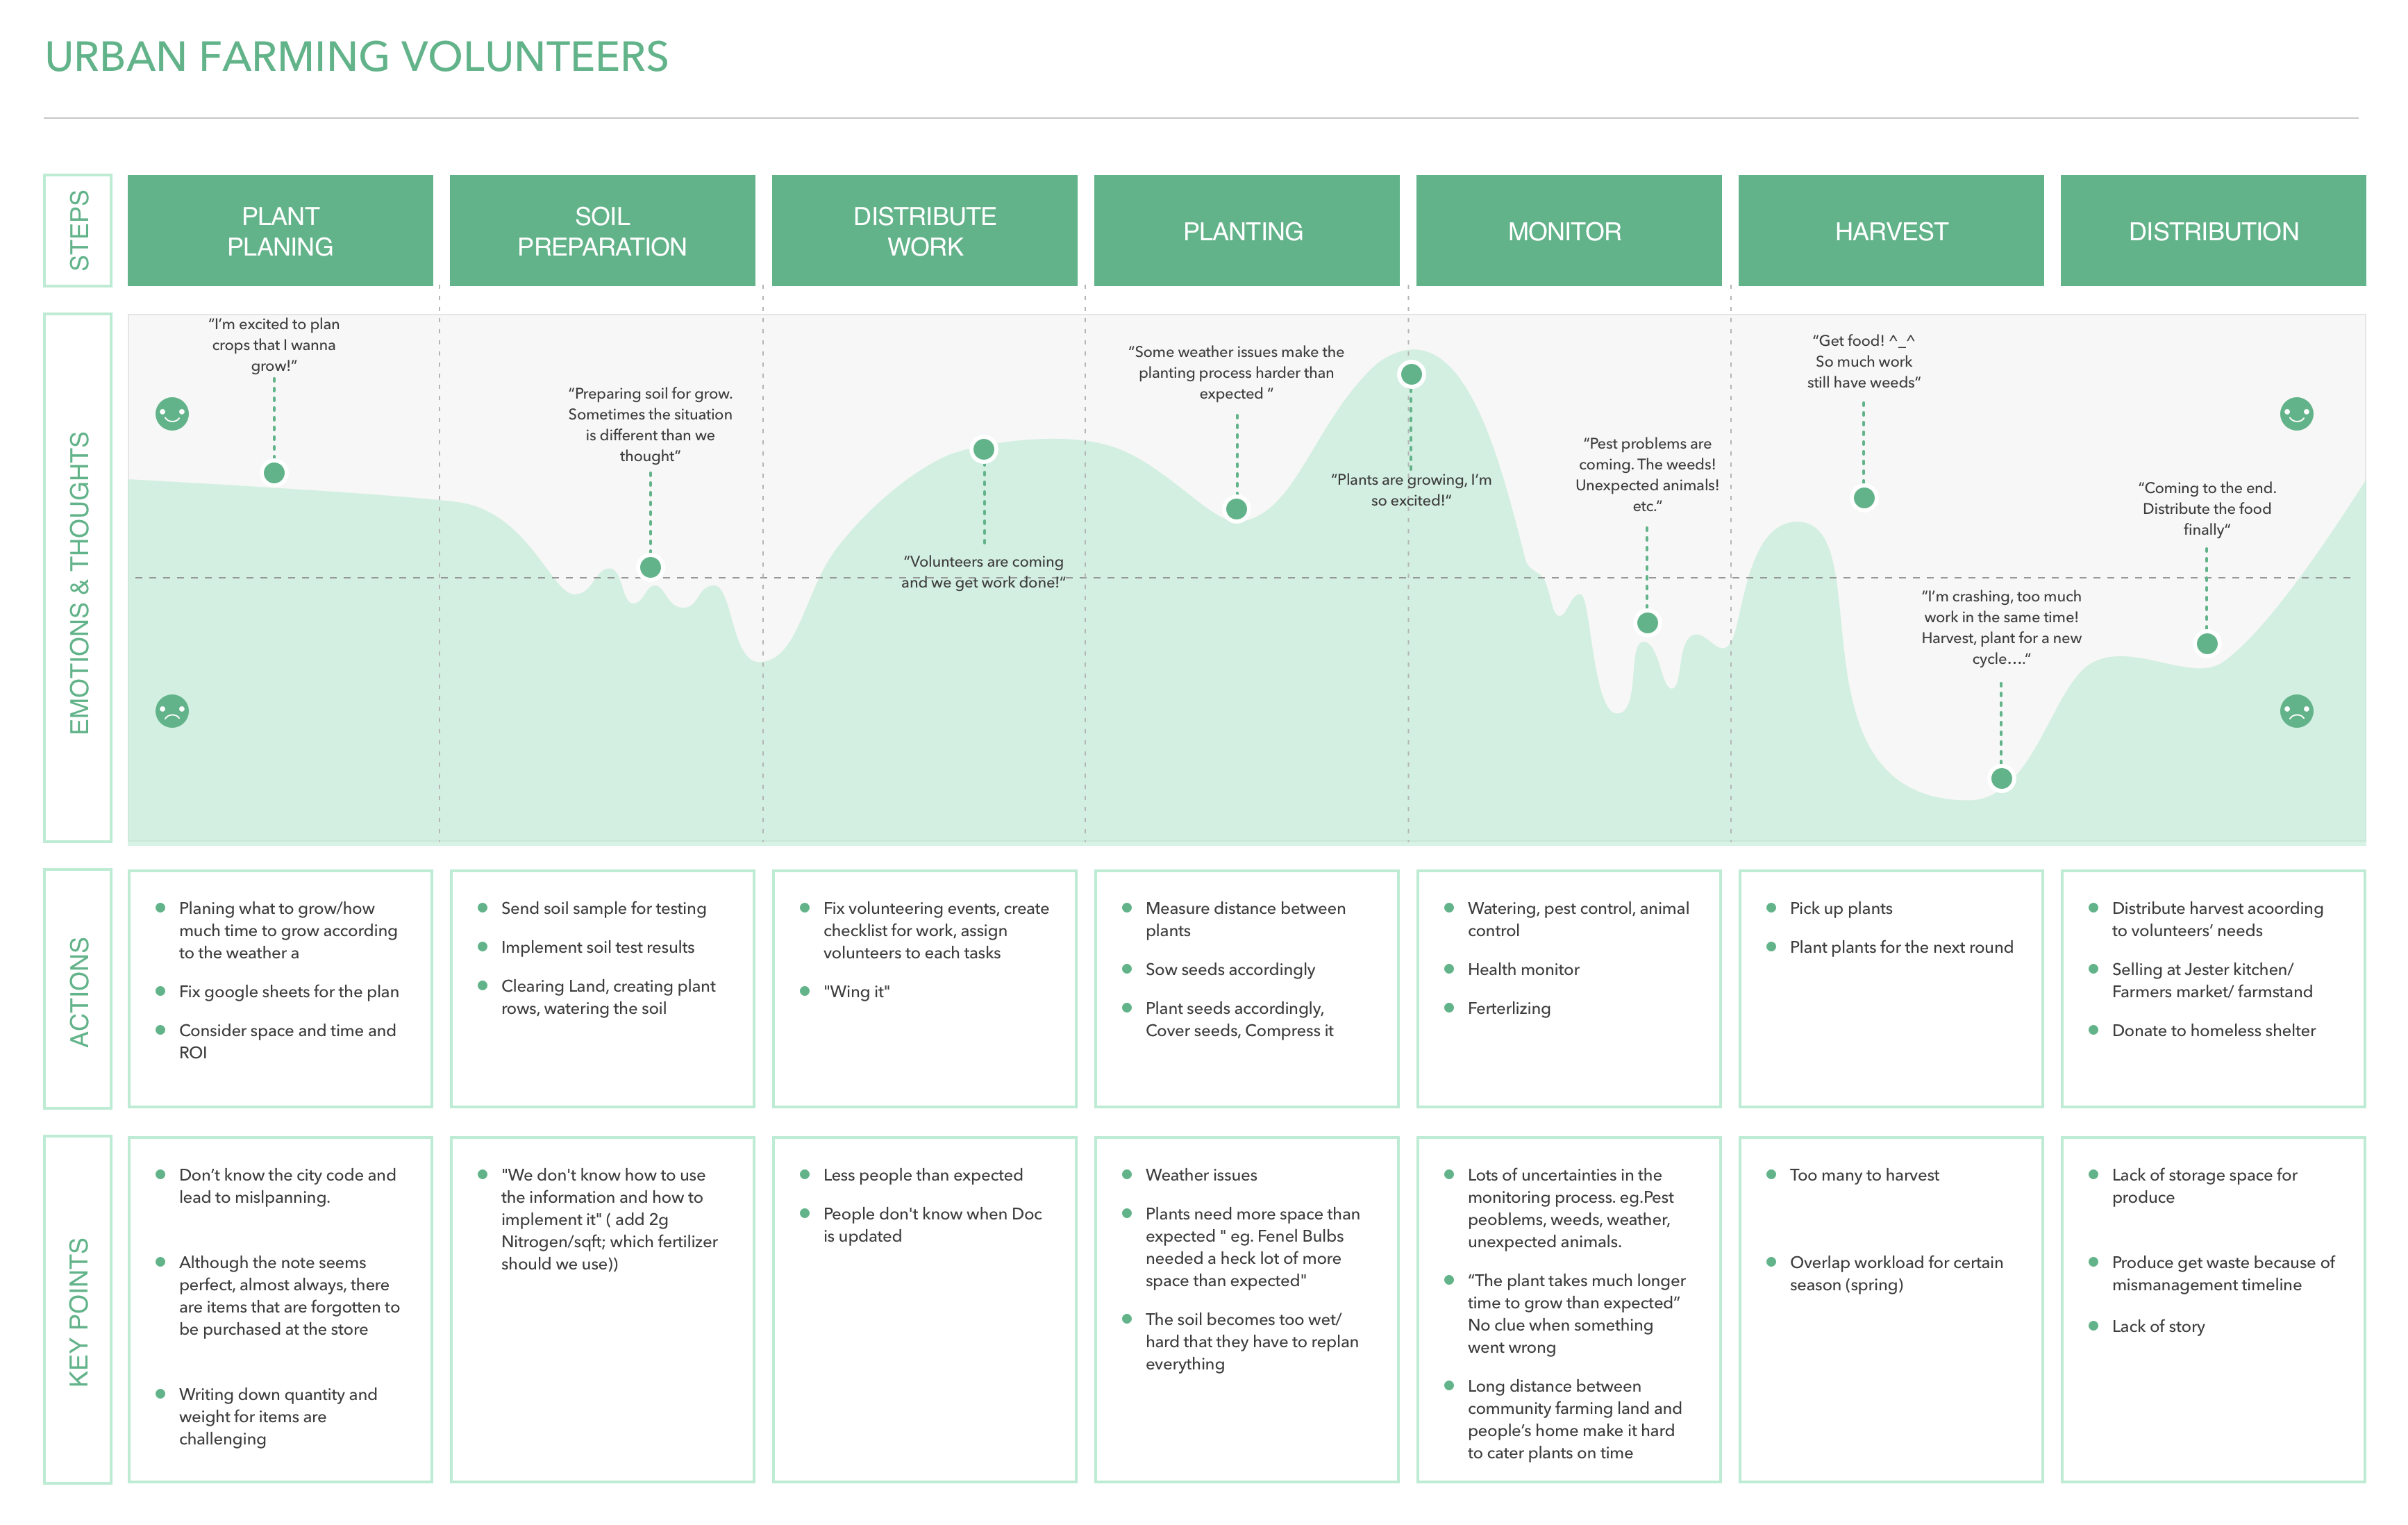 URBAN FARMING VOLUNTEERS
STEPS
PLANT
PLANING
SOIL
PREPARATION
DISTRIBUTE
WORK
PLANTING
MONITOR
HARVEST
DISTRIBUTION
EMOTIONS & THOUGHTS
“I’m excited to plan
crops that I wanna
grow!”
“Preparing soil for grow.
Sometimes the situation
is different than we
thought“
“Volunteers are coming
and we get work done!“
“Some weather issues make the
planting process harder than
expected “
“Plants are growing, I’m
so excited!“
“Pest problems are
coming. The weeds!
Unexpected animals!
etc.“
“Get food! ^_^
So much work
still have weeds“
“I’m crashing, too much
work in the same time!
Harvest, plant for a new
cycle….“
“Coming to the end.
Distribute the food
finally“
ACTIONS
Planing what to grow/how
much time to grow according
to the weather a
Fix google sheets for the plan
Consider space and time and
ROI
Send soil sample for testing
Implement soil test results
Clearing Land, creating plant
rows, watering the soil
Fix volunteering events, create
checklist for work, assign
volunteers to each tasks
"Wing it"
Measure distance between
plants
Sow seeds accordingly
Plant seeds accordingly,
Cover seeds, Compress it
Watering, pest control, animal
control
Health monitor
Ferterlizing
Pick up plants
Plant plants for the next round
Distribute harvest acoording
to volunteers’ needs
Selling at Jester kitchen/
Farmers market/ farmstand
Donate to homeless shelter
KEY POINTS
Don’t know the city code and
lead to mislpanning.
Although the note seems
perfect, almost always, there
are items that are forgotten to
be purchased at the store
Writing down quantity and
weight for items are
challenging
"We don't know how to use
the information and how to
implement it" ( add 2g
Nitrogen/sqft; which fertilizer
should we use))
Less people than expected
People don't know when Doc
is updated
Weather issues
Plants need more space than
expected " eg. Fenel Bulbs
needed a heck lot of more
space than expected"
The soil becomes too wet/
hard that they have to replan
everything
Lots of uncertainties in the
monitoring process. eg.Pest
peoblems, weeds, weather,
unexpected animals.
“The plant takes much longer
time to grow than expected”
No clue when something
went wrong
Long distance between
community farming land and
people’s home make it hard
to cater plants on time
Too many to harvest
Overlap workload for certain
season (spring)
Lack of storage space for
produce
Produce get waste because of
mismanagement timeline
Lack of story